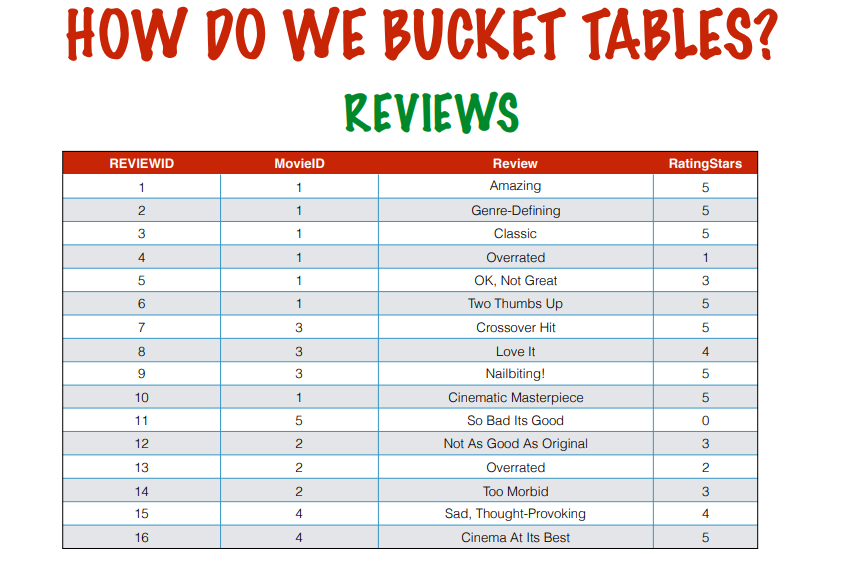 HOW DO WE BUCKET TABLES?
REVIEWS
REVIEWID MovieID Review RatingStars
1 1 Amazing 5
2 1 Genre-Defining 5
3 1 Classic 5
4 1 Overrated 1
5 1 OK, Not Great 3
6 1 Two Thumbs Up 5
7 3 Crossover Hit 5
8 3 Love It 4
9 3 Nailbiting! 5
10 1 Cinematic Masterpiece 5
11 5 So Bad Its Good 0
12 2 Not As Good As Original 3
13 2 Overrated 2
14 2 Too Morbid 3
15 4 Sad, Thought-Provoking 4
16 4 Cinema At Its Best 5